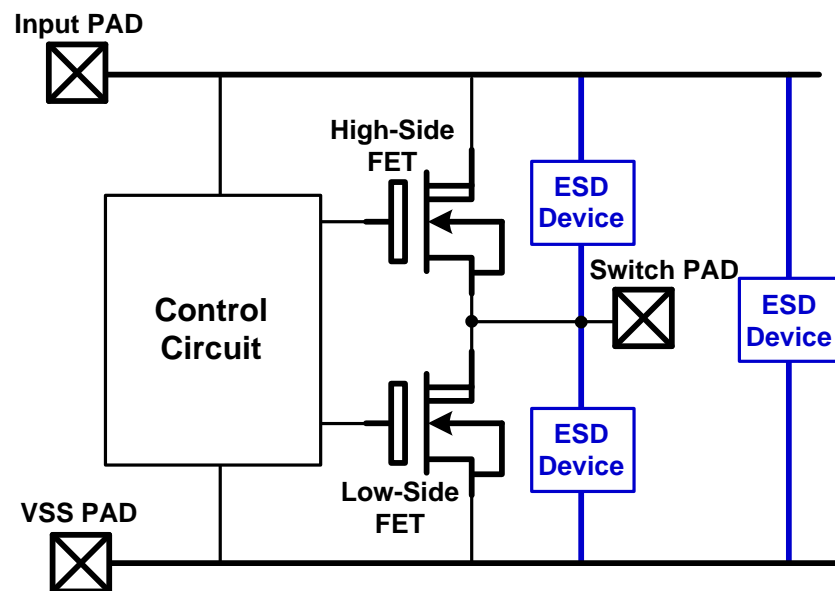 Input PAD
High-Side
FET
ESD
Device
Switch PAD
ESD
Device
Control
Circuit
ESD
Device
Low-Side
FET
VSS PAD